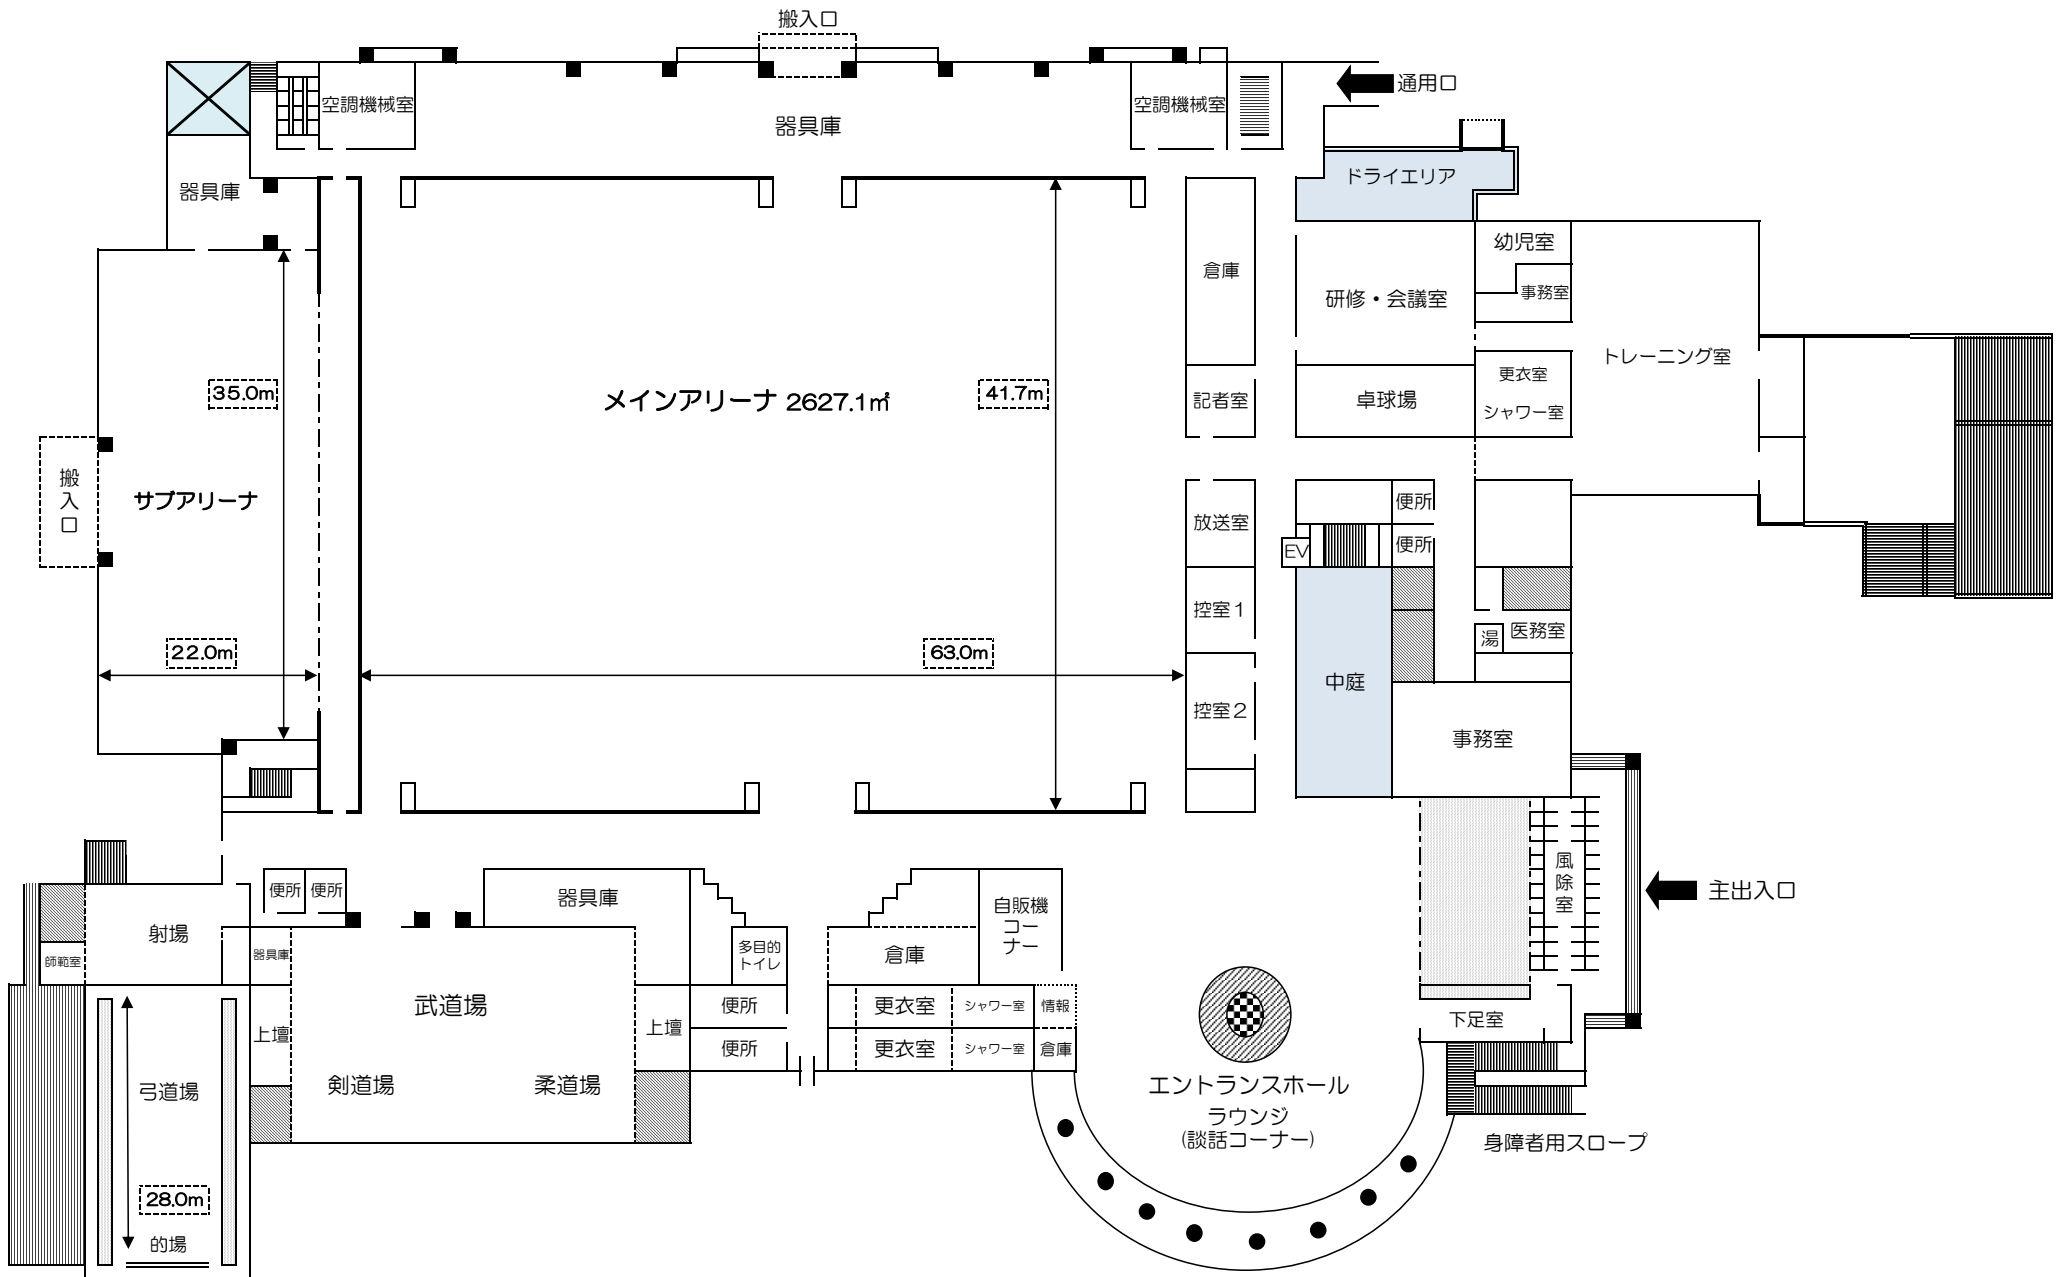 搬入口
通用口
空調機械室
器具庫
空調機械室
ドライエリア
器具庫
幼児室
倉庫
研修・会議室
事務室
トレーニング室
35.0m
メインアリーナ 2627.1㎡
41.7m
記者室
卓球場
更衣室
シャワー室
搬
入
口
サブアリーナ
放送室
便所
EV
便所
控室1
湯
医務室
22.0m
63.0m
中庭
控室2
事務室
風
除
室
主出入口
便所
便所
器具庫
自販機
コー
ナー
射場
師範室
器具庫
多目的
トイレ
倉庫
武道場
上壇
上壇
便所
更衣室
シャワー室
情報
便所
更衣室
シャワー室
倉庫
下足室
弓道場
剣道場
柔道場
エントランスホール
ラウンジ
(談話コーナー)
身障者用スロープ
28.0m
的場